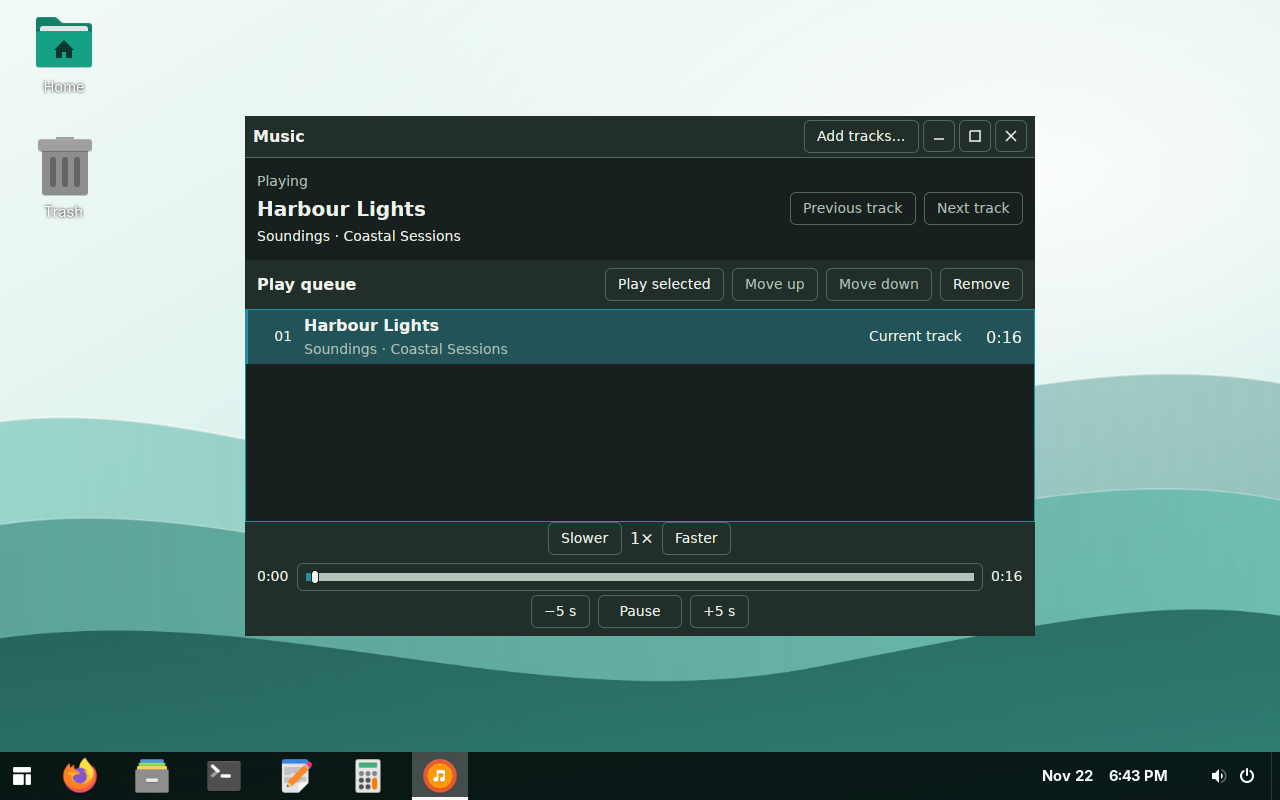 Home
Trash
Music
Add tracks...
Playing
Harbour Lights
Soundings · Coastal Sessions
Previous track
Next track
Play queue
Play selected
Move up
Move down
Remove
01
Harbour Lights
Soundings · Coastal Sessions
Current track
0:16
Slower
1×
Faster
0:00
0:16
−5 s
Pause
+5 s
Nov 22
6:43 PM